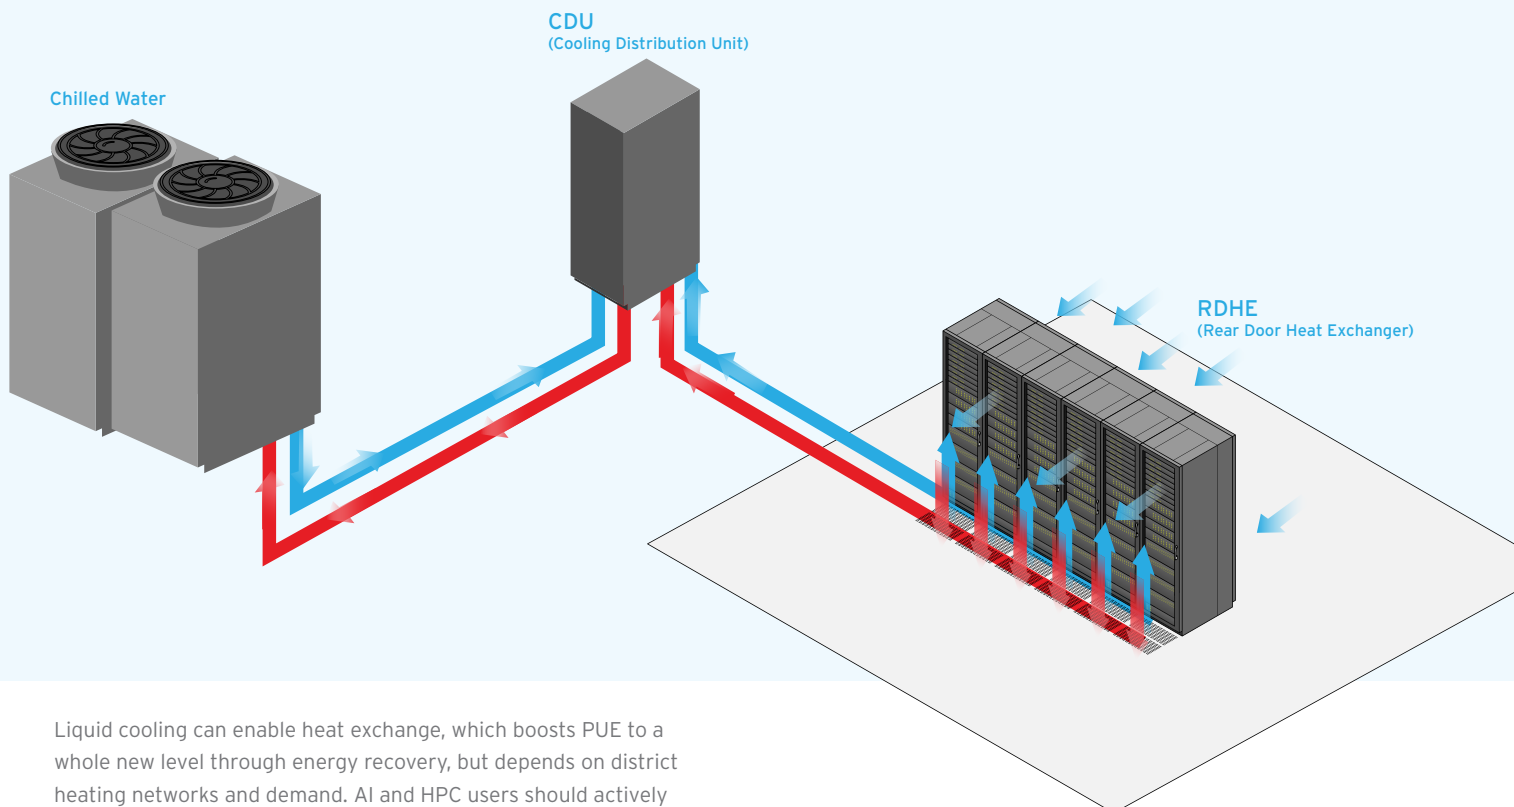 CDU
(Cooling Distribution Unit)
Chilled Water
RDHE
(Rear Door Heat Exchanger)
Liquid cooling can enable heat exchange, which boosts PUE to a
whole new level through energy recovery, but depends on district
heating networks and demand. AI and HPC users should actively